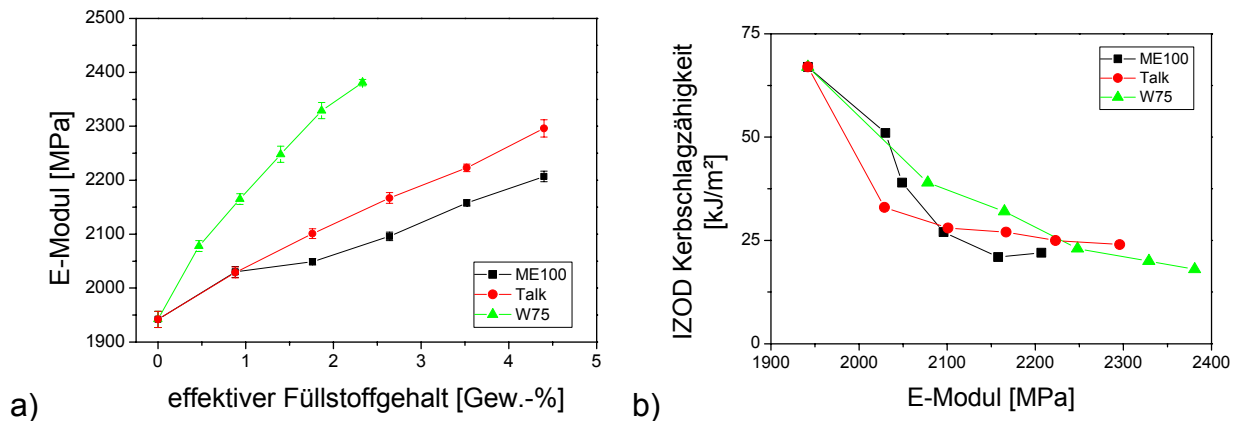 2500
2400
2300
2200
2100
2000
1900
E-Modul [MPa]
ME100
Talk
W75
0
1
2
3
4
5
effektiver Füllstoffgehalt [Gew.-%]
a)
75
50
25
0
IZOD Kerbschlagzähigkeit
[kJ/m²]
ME100
Talk
W75
1900
2000
2100
2200
2300
2400
E-Modul [MPa]
b)